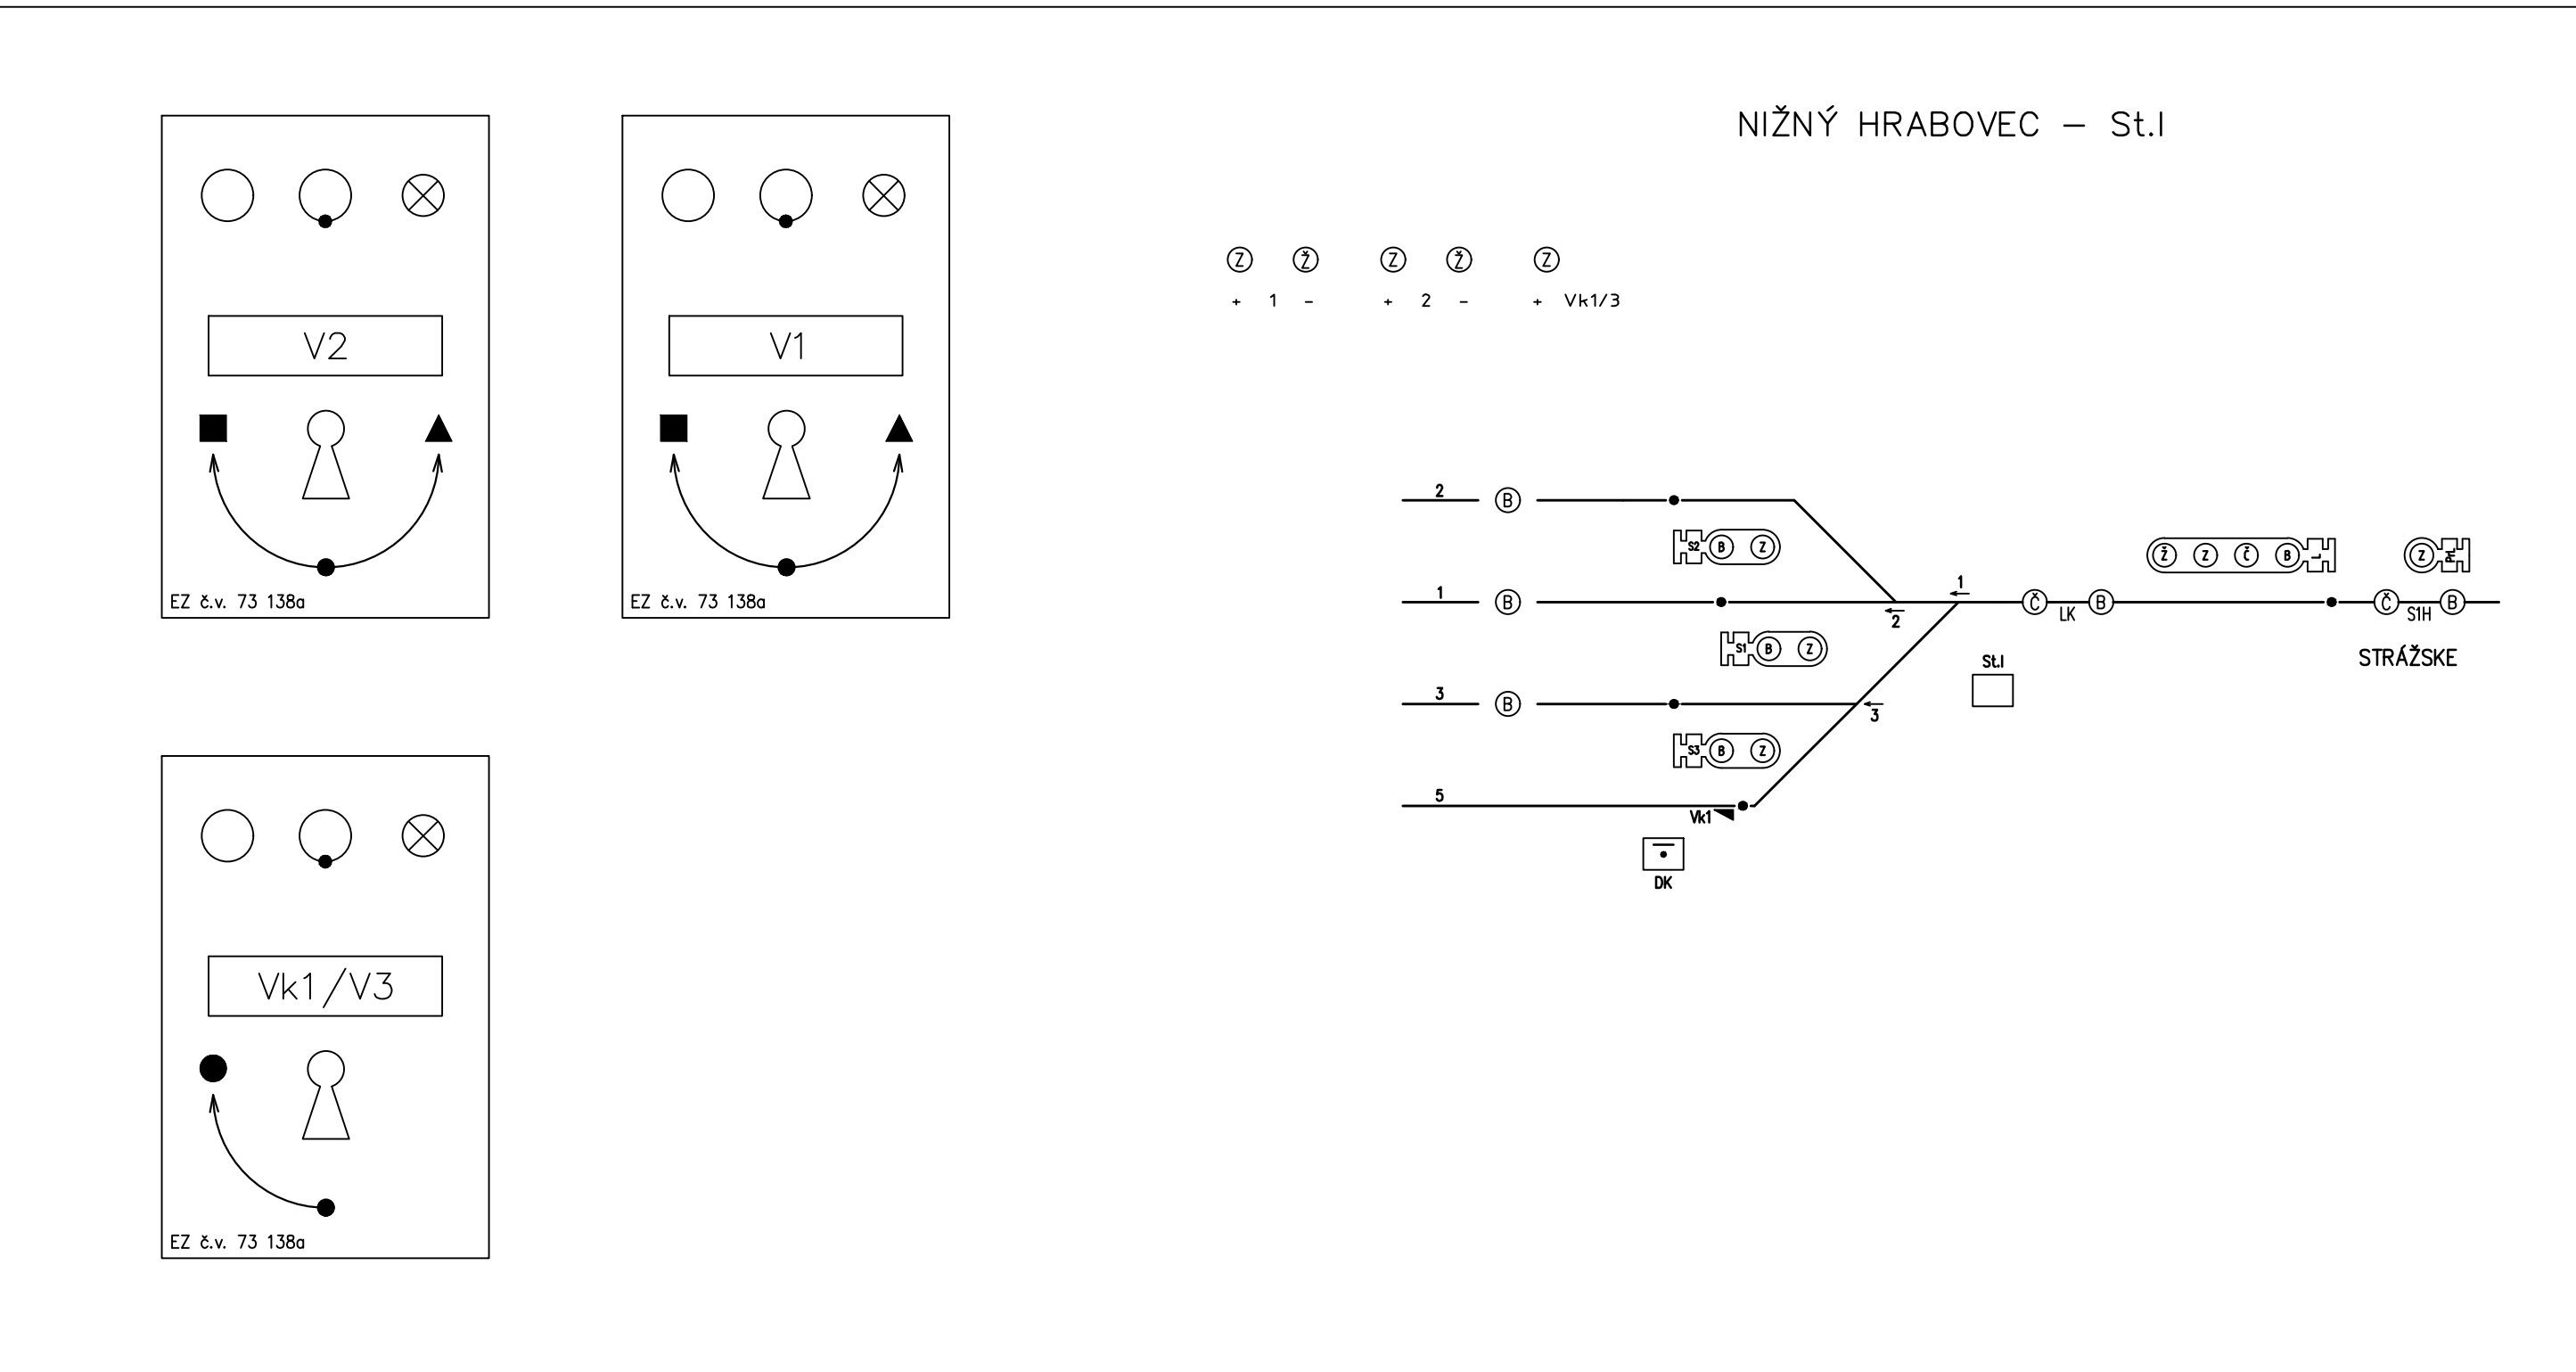 NIŽNÝ HRABOVEC – St.I
V2
EZ č.v. 73 138a
V1
EZ č.v. 73 138a
Vk1/V3
EZ č.v. 73 138a
Z Ž Z Ž Z
+ 1 - + 2 - + Vk1/3
2 B
S2 B Z
Ž Z Č B L
Z PřL
1 B
1
2
Č LK B
Č S1H B
S1 B Z
STRÁŽSKE
St.I
3 B
3
S3 B Z
5
Vk1
DK